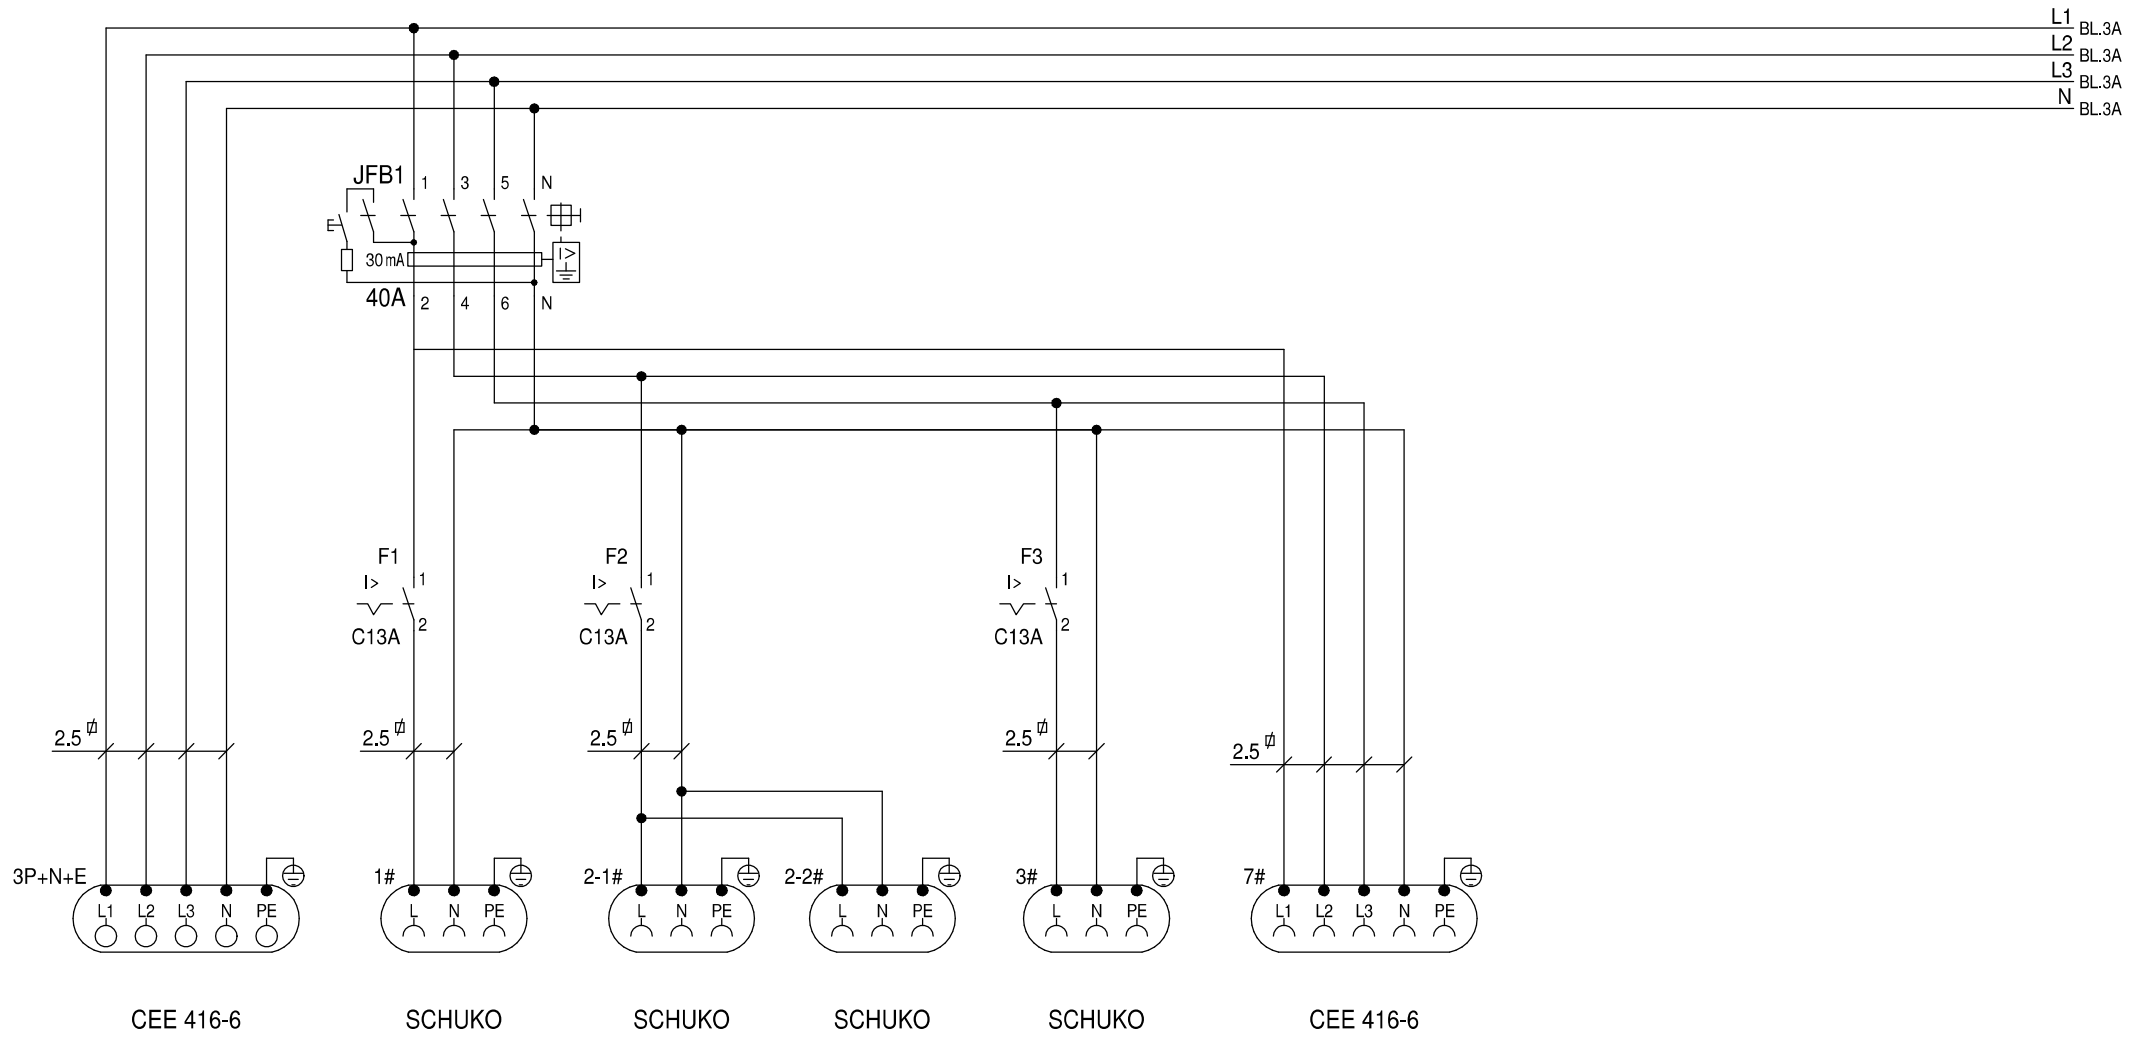 L1 BL.3A
L2 BL.3A
L3 BL.3A
N BL.3A
JFB1 1 3 5 N
I>
30 mA
40A 2 4 6 N
F1 F2 F3
I> 1 I> 1 I> 1
C13A 2 C13A 2 C13A 2
2.5 2.5 2.5 2.5 2.5
3P+N+E 1# 2-1# 2-2# 3# 7#
L1 L2 L3 N PE L N PE L N PE L N PE L N PE L1 L2 L3 N PE
CEE 416-6 SCHUKO SCHUKO SCHUKO SCHUKO CEE 416-6